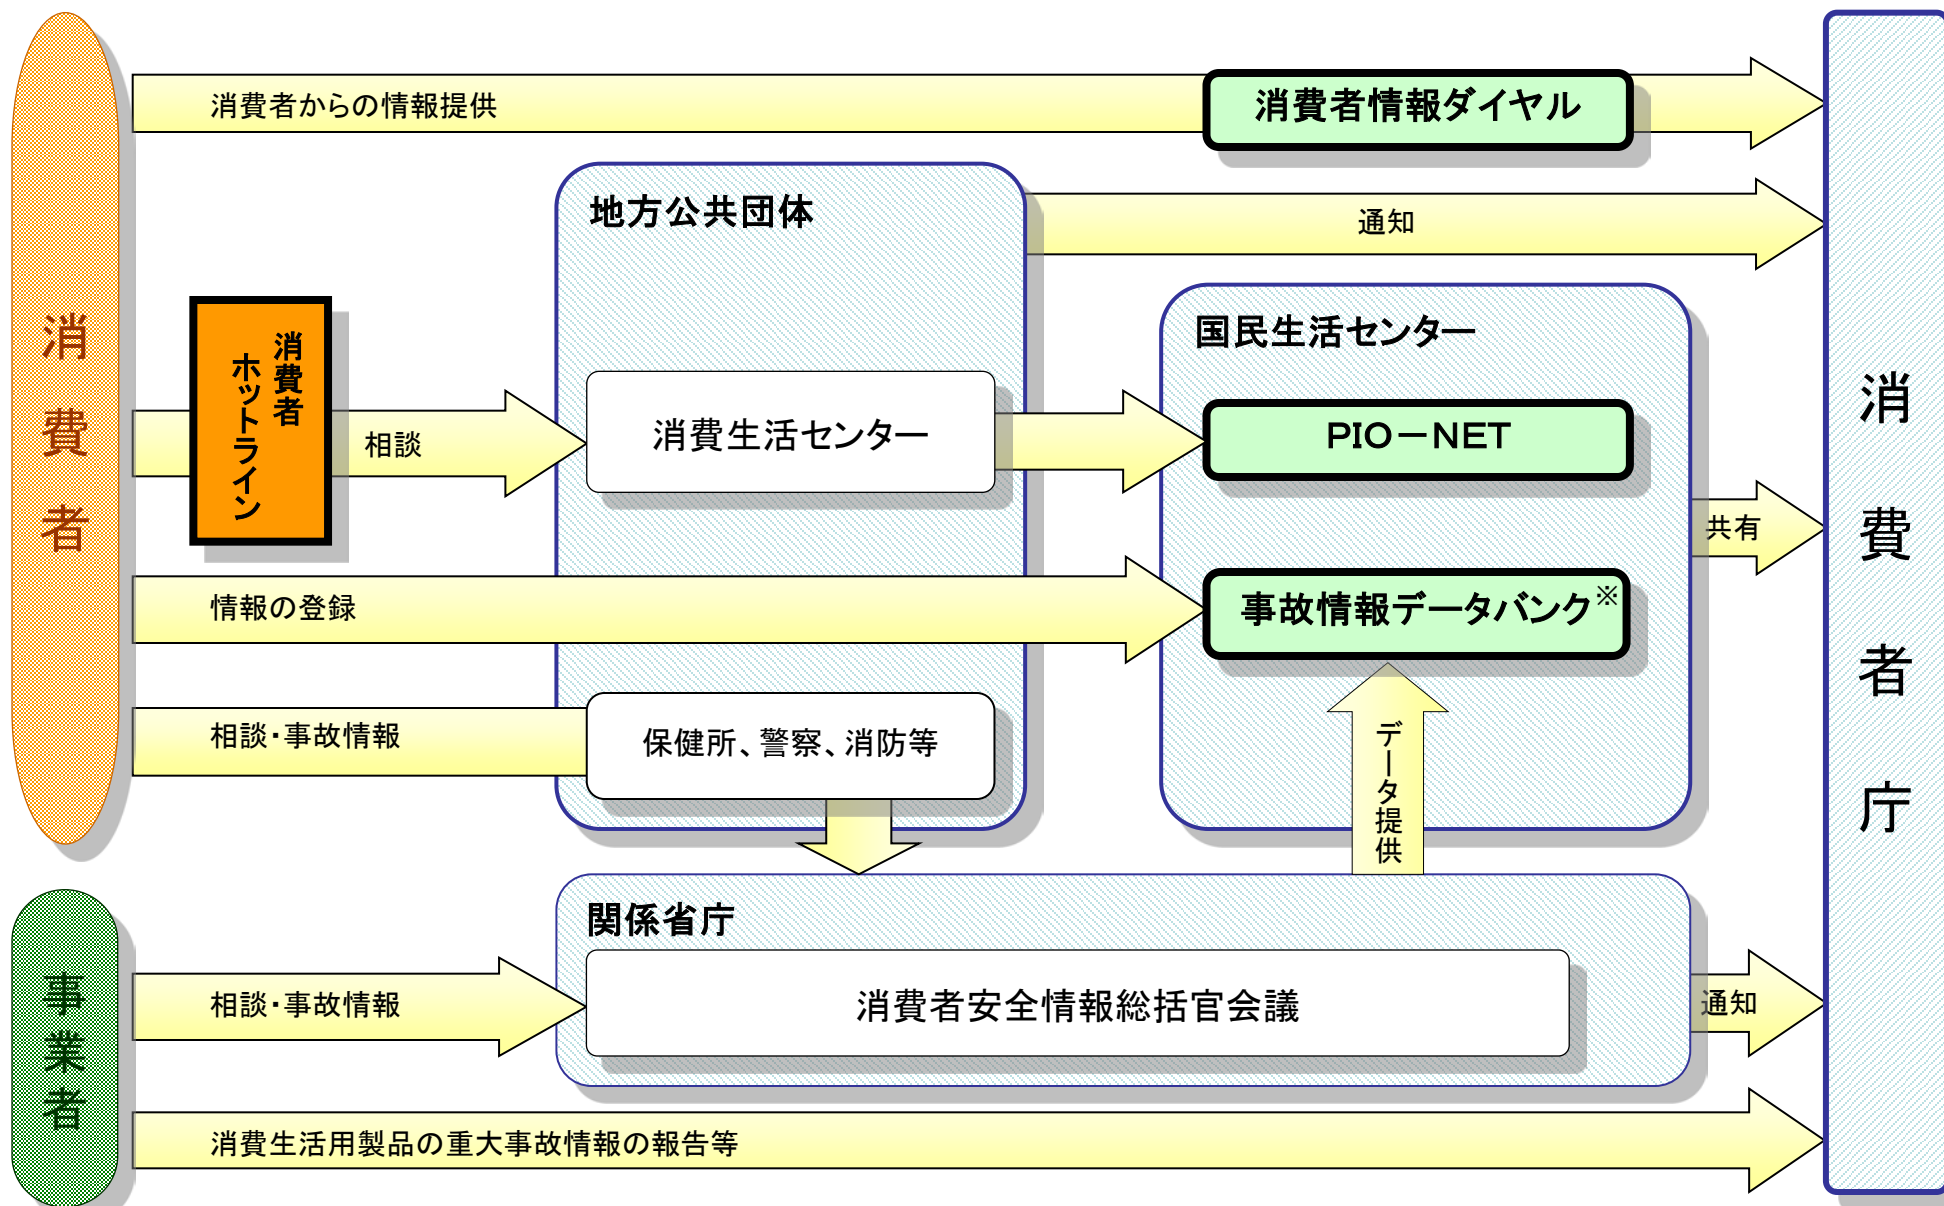 消費者
消費者からの情報提供
消費者情報ダイヤル
地方公共団体
通知
消費者
ホットライン
相談
消費生活センター
国民生活センター
PIO－NET
共有
情報の登録
事故情報データバンク※
相談・事故情報
保健所、警察、消防等
データ提供
事業者
関係省庁
相談・事故情報
消費者安全情報総括官会議
通知
消費生活用製品の重大事故情報の報告等
消費者庁